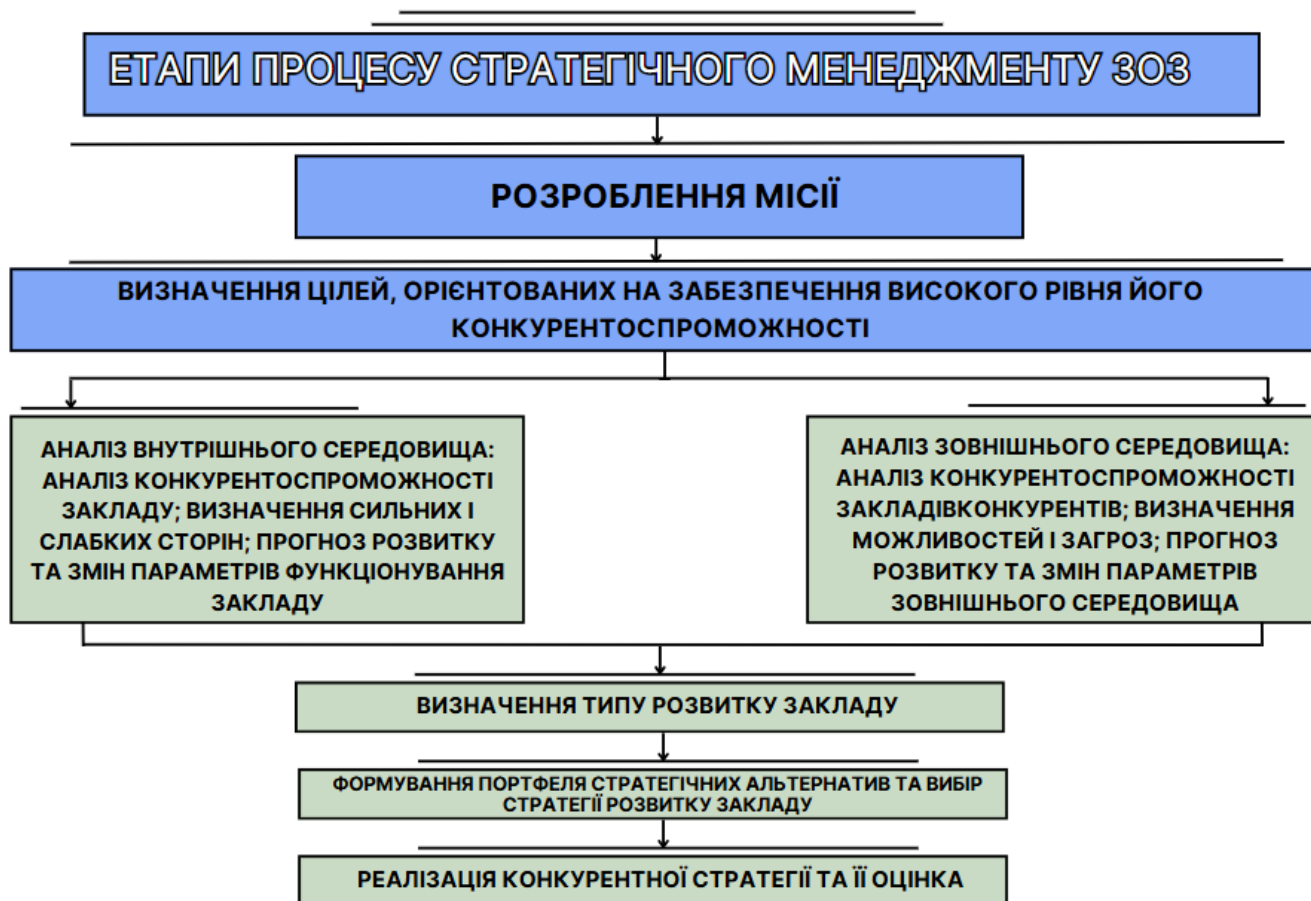 ЕТАПИ ПРОЦЕСУ СТРАТЕГІЧНОГО МЕНЕДЖМЕНТУ ЗОЗ
РОЗРОБЛЕННЯ МІСІЇ
ВИЗНАЧЕННЯ ЦІЛЕЙ, ОРІЄНТОВАНИХ НА ЗАБЕЗПЕЧЕННЯ ВИСОКОГО РІВНЯ ЙОГО
КОНКУРЕНТОСПРОМОЖНОСТІ
АНАЛІЗ ВНУТРІШНЬОГО СЕРЕДОВИЩА:
АНАЛІЗ КОНКУРЕНТОСПРОМОЖНОСТІ
ЗАКЛАДУ; ВИЗНАЧЕННЯ СИЛЬНИХ І
СЛАБКИХ СТОРІН; ПРОГНОЗ РОЗВИТКУ
ТА ЗМІН ПАРАМЕТРІВ ФУНКЦІОНУВАННЯ
ЗАКЛАДУ
АНАЛІЗ ЗОВНІШНЬОГО СЕРЕДОВИЩА:
АНАЛІЗ КОНКУРЕНТОСПРОМОЖНОСТІ
ЗАКЛАДІВКОНКУРЕНТІВ; ВИЗНАЧЕННЯ
МОЖЛИВОСТЕЙ І ЗАГРОЗ; ПРОГНОЗ
РОЗВИТКУ ТА ЗМІН ПАРАМЕТРІВ
ЗОВНІШНЬОГО СЕРЕДОВИЩА
ВИЗНАЧЕННЯ ТИПУ РОЗВИТКУ ЗАКЛАДУ
ФОРМУВАННЯ ПОРТФЕЛЯ СТРАТЕГІЧНИХ АЛЬТЕРНАТИВ ТА ВИБІР
СТРАТЕГІЇ РОЗВИТКУ ЗАКЛАДУ
РЕАЛІЗАЦІЯ КОНКУРЕНТНОЇ СТРАТЕГІЇ ТА ЇЇ ОЦІНКА